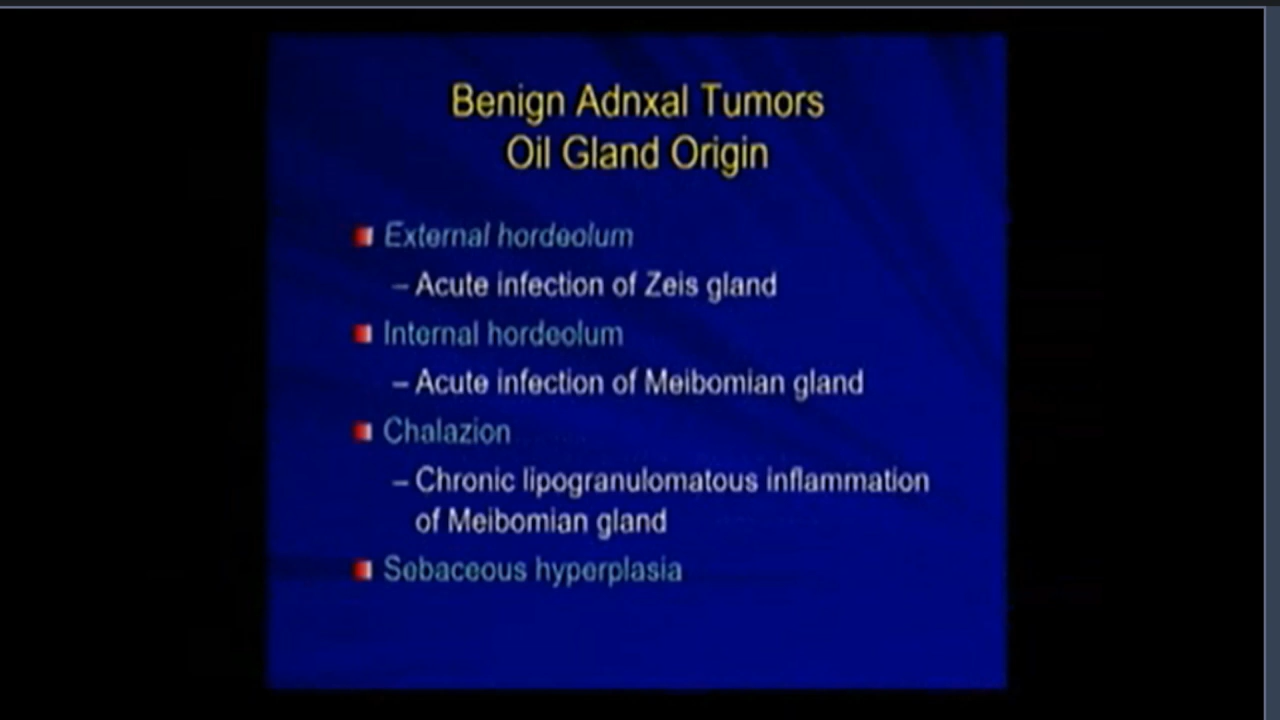 Benign Adnxal Tumors
Oil Gland Origin
External hordeolum
– Acute infection of Zeis gland
Internal hordeolum
– Acute infection of Meibomian gland
Chalazion
– Chronic lipogranulomatous inflammation
of Meibomian gland
Sebaceous hyperplasia